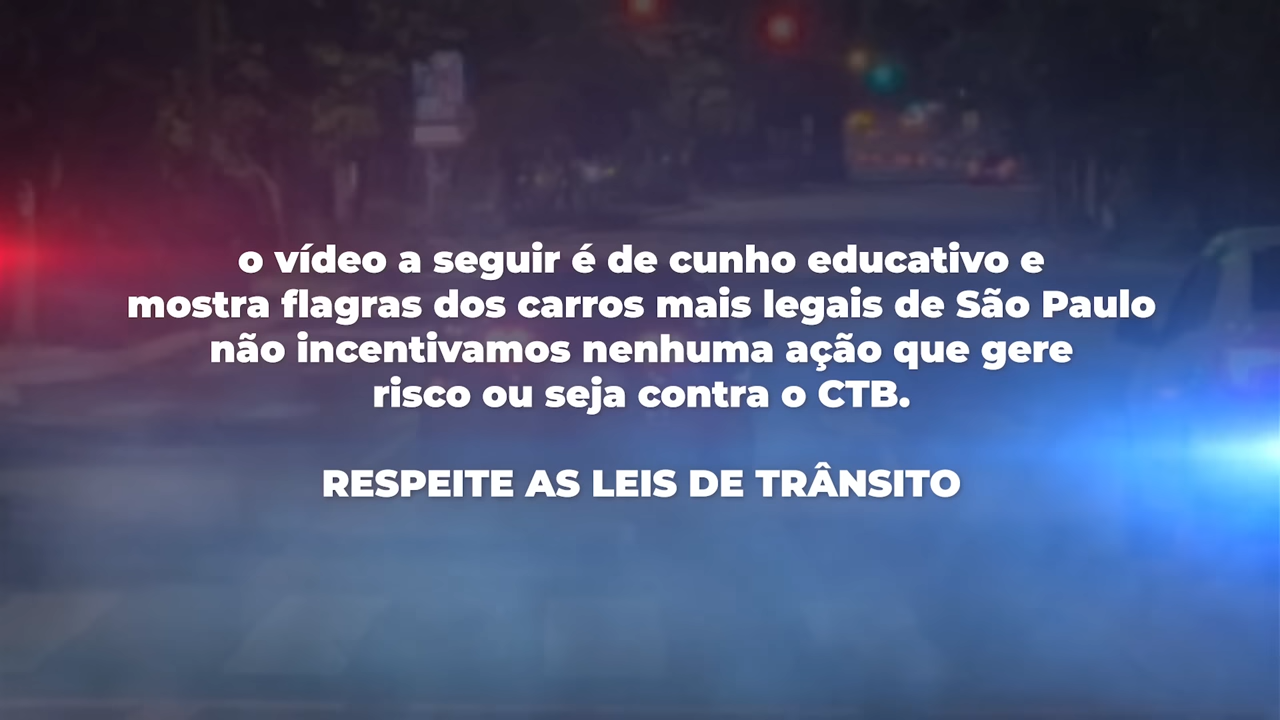 o vídeo a seguir é de cunho educativo e
mostra flagras dos carros mais legais de São Paulo
não incentivamos nenhuma ação que gere
risco ou seja contra o CTB.
RESPEITE AS LEIS DE TRÂNSITO